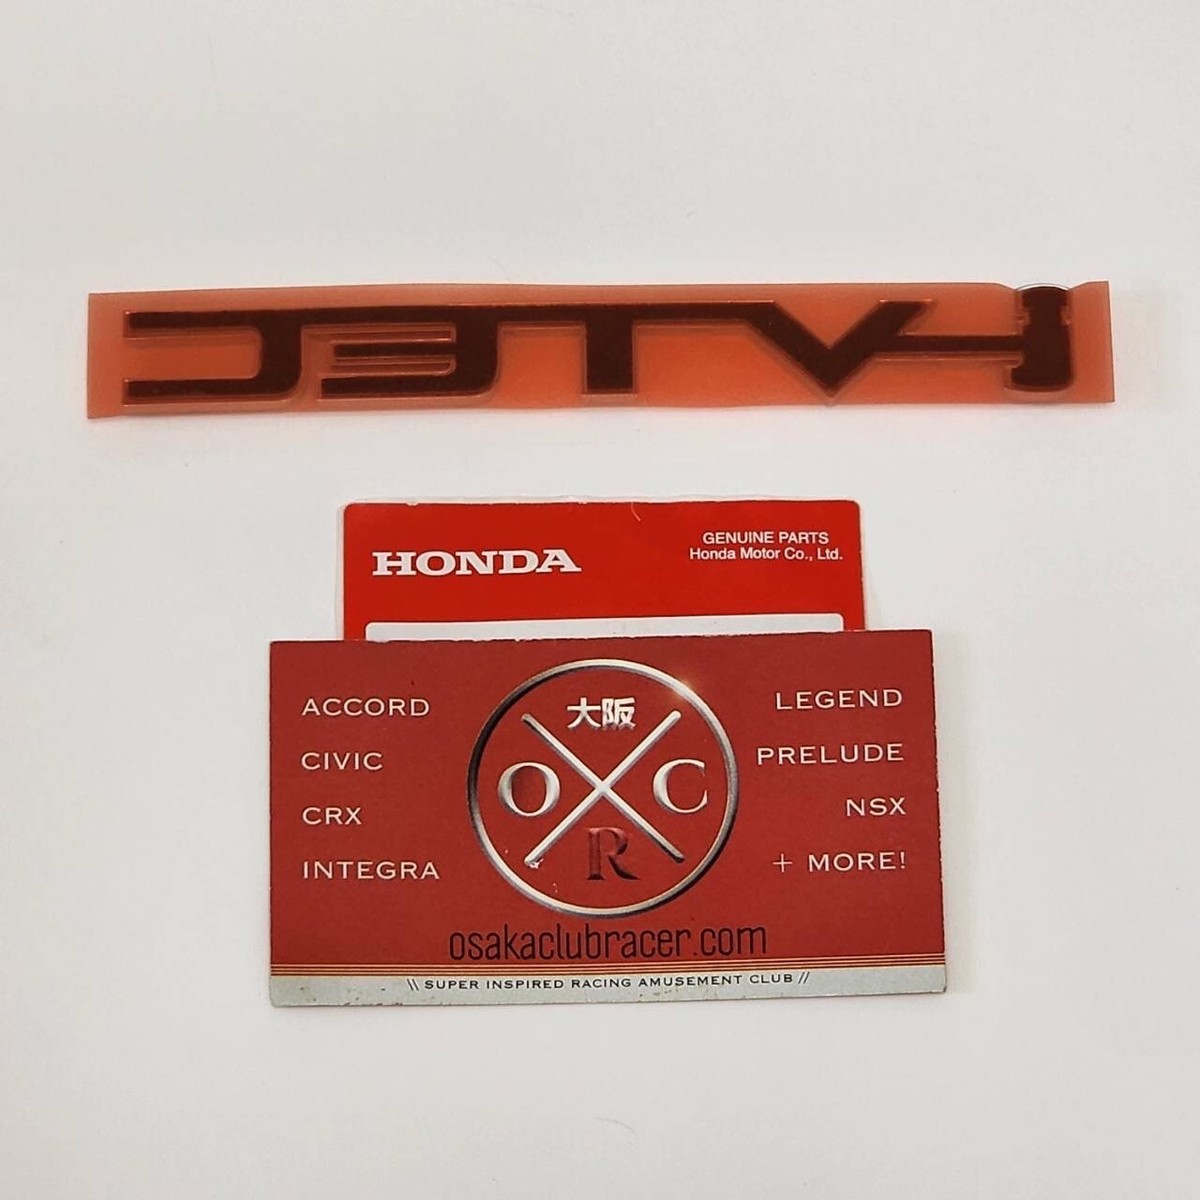 i-VTEC
HONDA
GENUINE PARTS
Honda Motor Co., Ltd.
ACCORD
CIVIC
CRX
INTEGRA
大阪
O C
R
LEGEND
PRELUDE
NSX
+ MORE!
osakaclubracer.com
\\ SUPER INSPIRED RACING AMUSEMENT CLUB //